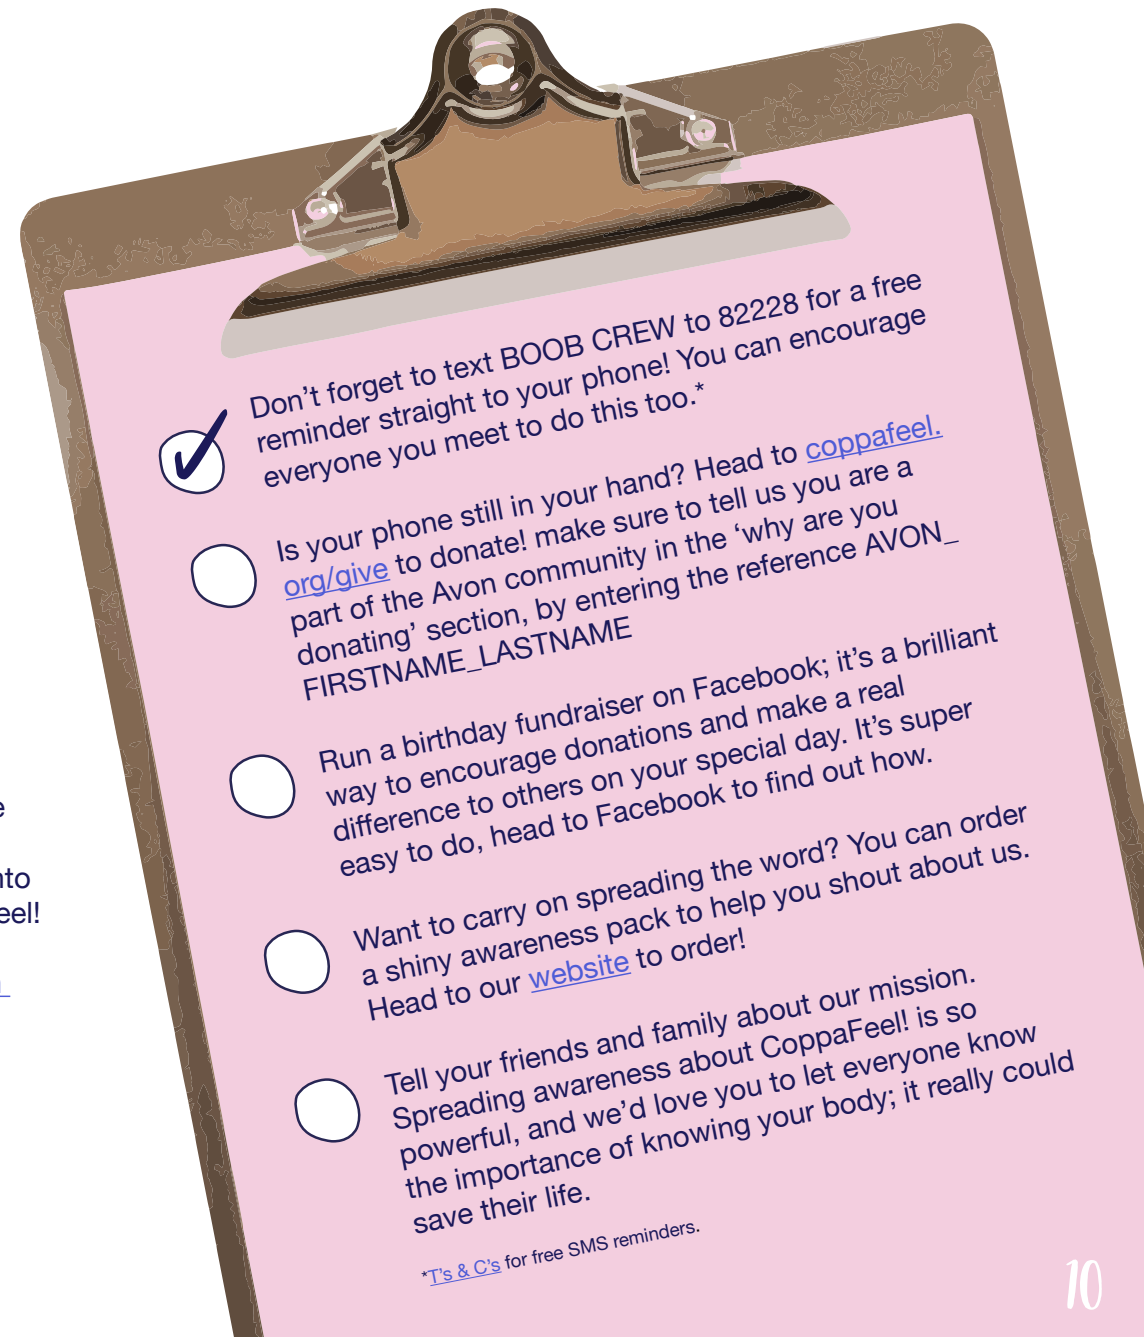 Don't forget to text BOOB CREW to 82228 for a free
reminder straight to your phone! You can encourage
everyone you meet to do this too.*
Is your phone still in your hand? Head to coppafeel.
org/give to donate! make sure to tell us you are a
part of the Avon community in the ‘why are you
donating’ section, by entering the reference AVON_
FIRSTNAME_LASTNAME
Run a birthday fundraiser on Facebook; it’s a brilliant
way to encourage donations and make a real
difference to others on your special day. It’s super
easy to do, head to Facebook to find out how.
Want to carry on spreading the word? You can order
a shiny awareness pack to help you shout about us.
Head to our website to order!
Tell your friends and family about our mission.
Spreading awareness about CoppaFeel! is so
powerful, and we’d love you to let everyone know
the importance of knowing your body; it really could
save their life.
*T’s & C’s for free SMS reminders.
10